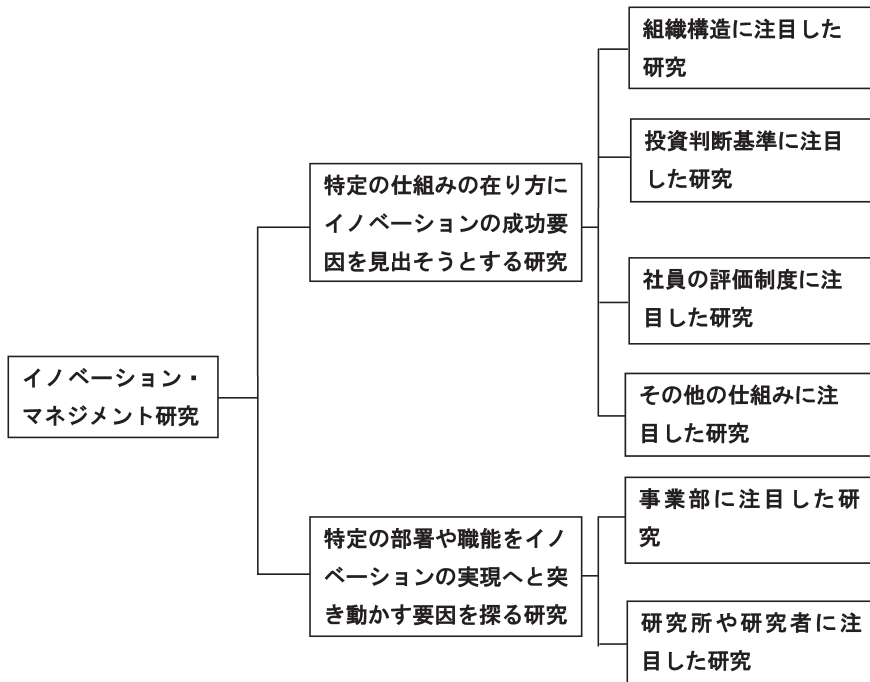 イノベーション・
マネジメント研究
特定の仕組みの在り方に
イノベーションの成功要
因を見出そうとする研究
組織構造に注目した
研究
投資判断基準に注目
した研究
社員の評価制度に注
目した研究
その他の仕組みに注
目した研究
特定の部署や職能をイノ
ベーションの実現へと突
き動かす要因を探る研究
事業部に注目した研
究
研究所や研究者に注
目した研究